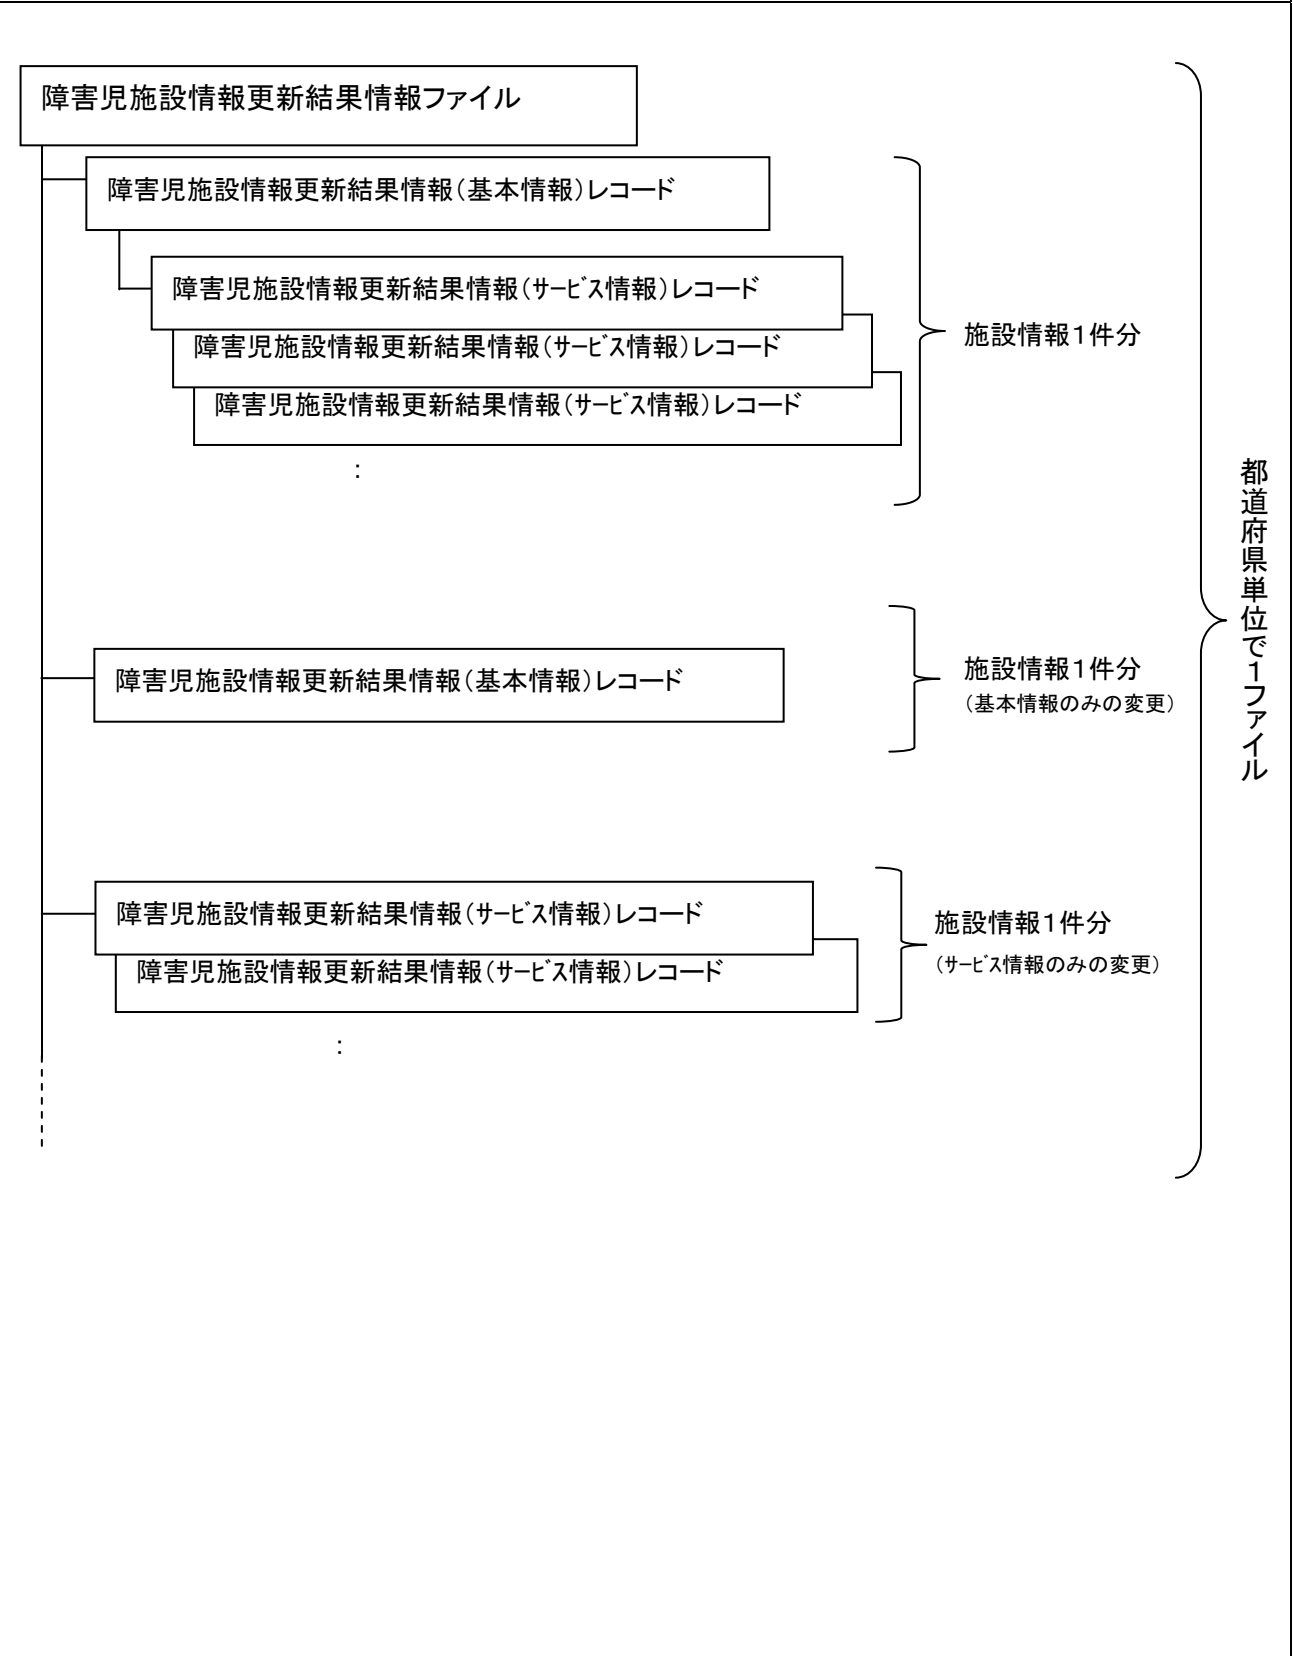 障害児施設情報更新結果情報ファイル
障害児施設情報更新結果情報（基本情報）レコード
障害児施設情報更新結果情報（ｻｰﾋﾞｽ情報）レコード
障害児施設情報更新結果情報（ｻｰﾋﾞｽ情報）レコード
障害児施設情報更新結果情報（ｻｰﾋﾞｽ情報）レコード
：
施設情報１件分
障害児施設情報更新結果情報（基本情報）レコード
施設情報１件分
（基本情報のみの変更）
障害児施設情報更新結果情報（ｻｰﾋﾞｽ情報）レコード
障害児施設情報更新結果情報（ｻｰﾋﾞｽ情報）レコード
：
施設情報１件分
（ｻｰﾋﾞｽ情報のみの変更）
都道府県単位で１ファイル